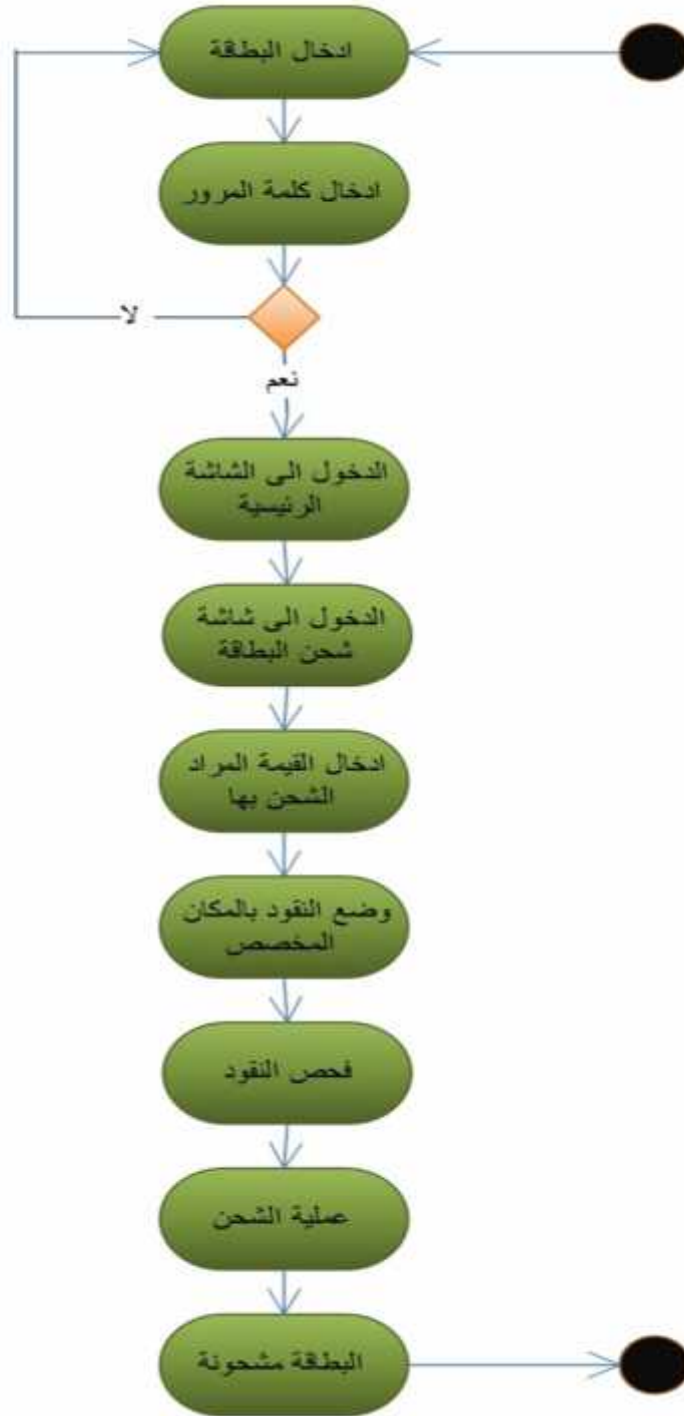 ادخال البطاقة
ادخال كلمة المرور
لا
نعم
الدخول الى الشاشة
الرئيسية
الدخول الى شاشة
شحن البطاقة
ادخال القيمة المراد
الشحن بها
وضع النقود بالمكان
المخصص
فحص النقود
عملية الشحن
البطاقة مشحونة